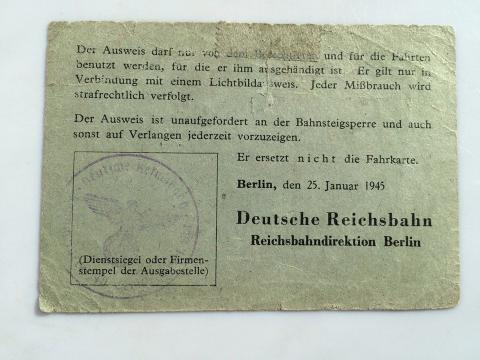 Der Ausweis darf nur von dem und für die Fahrten
benutzt werden, für die er ihm ausgehändigt ist Er gilt nur in
Verbindung mit einem Lichtbildausweis. Jeder Mißbrauch wird
strafrechtlich verfolgt.
Der Ausweis ist unaufgefordert an der Bahnsteigsperre und auch
sonst auf Verlangen jederzeit vorzuzeigen.
Er ersetzt nicht die Fahrkarte.
Berlin, den 25. Januar 1945
Deutsche Reichsbahn
Reichsbahndirektion Berlin
Deutsche
(Dienstsiegel oder Firmen-
stempel der Ausgabestelle)